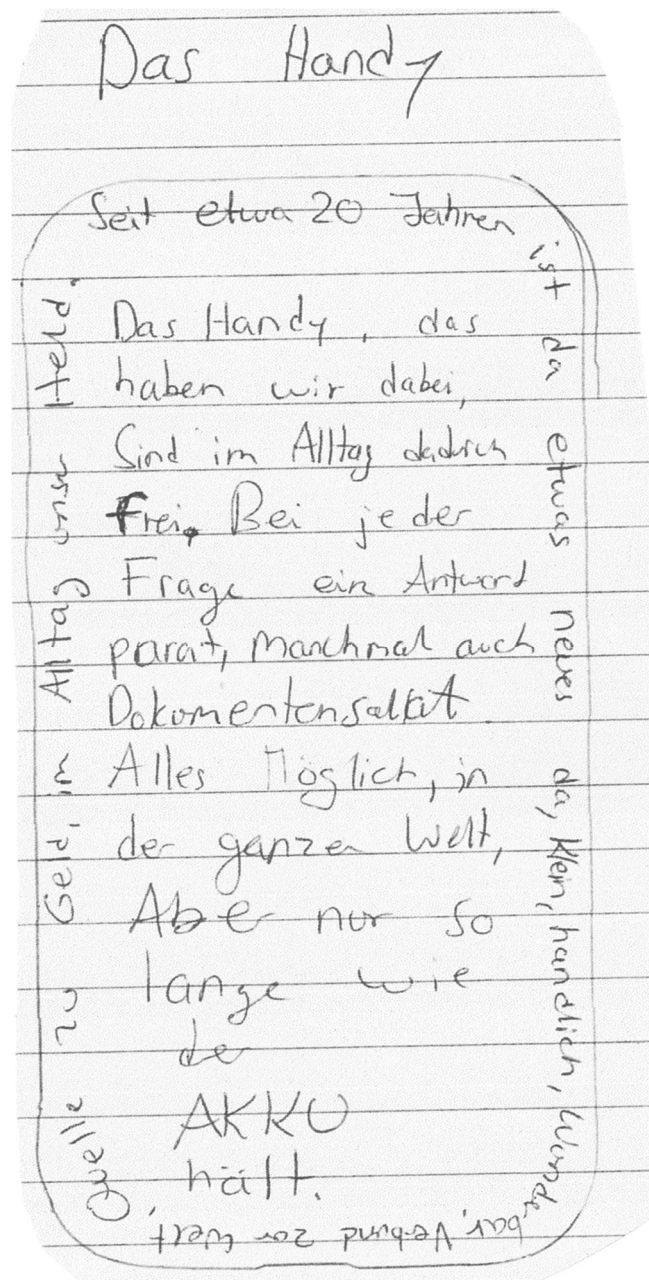 Das Handy
Seit etwa 20 Jahren
ist da etwas neues da, klein, handlich, Wunderbar, Verbund zur Welt,
Quelle zu Geld, im Alltag unser Held.
Das Handy, das
haben wir dabei,
Sind im Alltag dadurch
Frei. Bei jeder
Frage ein Antword
parat, Manchmal auch
Dokumentensalat.
Alles Möglich, in
der ganzen Welt,
Aber nur so
lange wie
der
AKKU
hält.